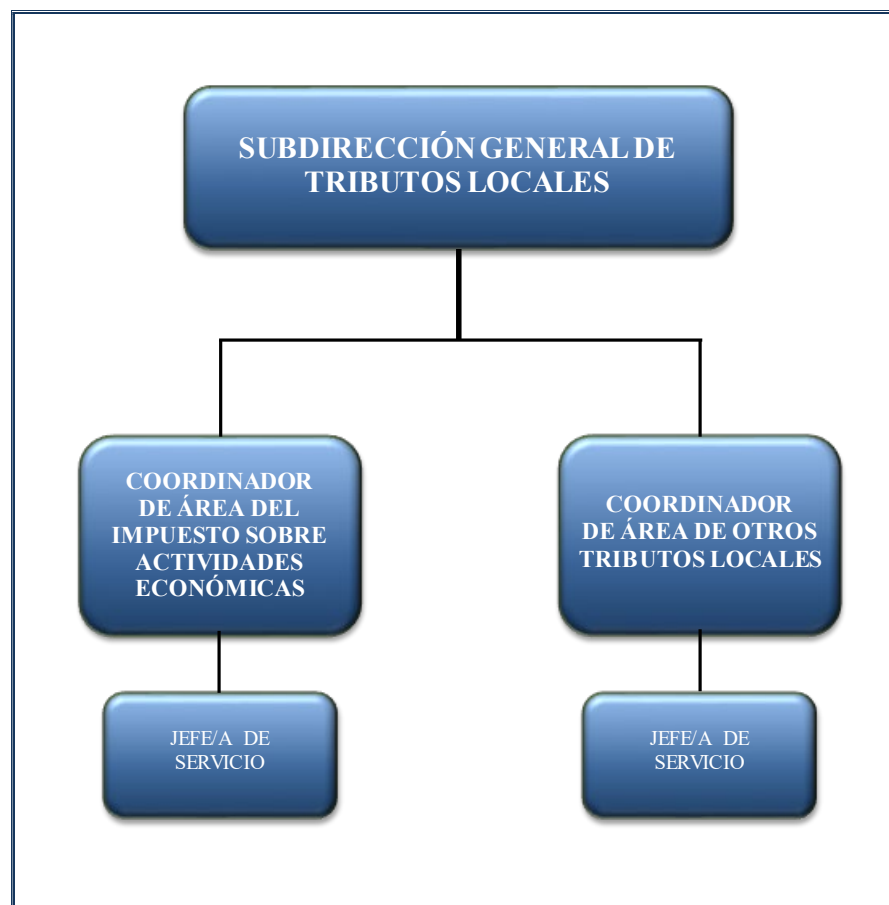 SUBDIRECCIÓN GENERAL DE
TRIBUTOS LOCALES
COORDINADOR
DE ÁREA DEL
IMPUESTO SOBRE
ACTIVIDADES
ECONÓMICAS
COORDINADOR
DE ÁREA DE OTROS
TRIBUTOS LOCALES
JEFE/A DE
SERVICIO
JEFE/A DE
SERVICIO